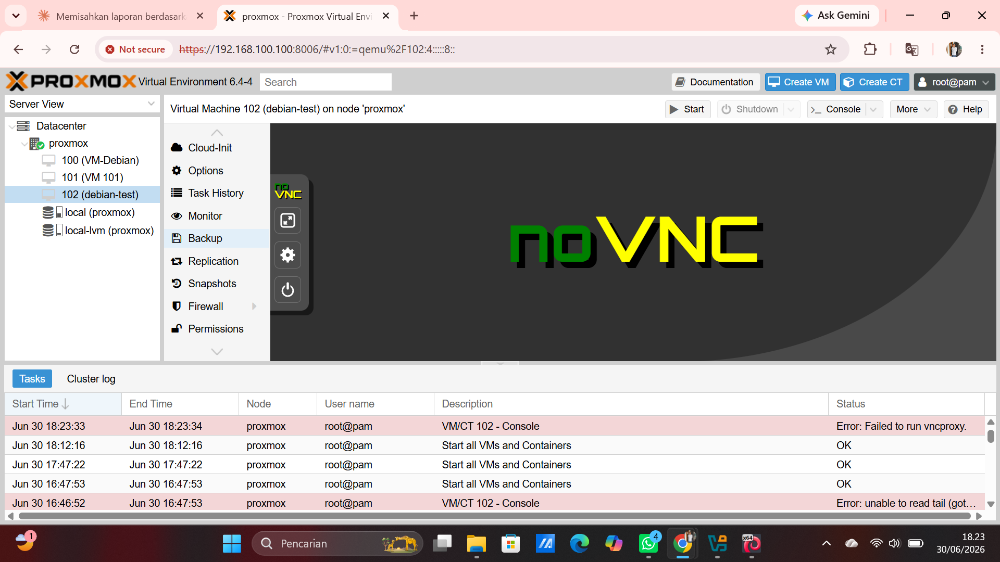 Memisahkan laporan berdasark
proxmox - Proxmox Virtual Envi
Ask Gemini
Not secure
https://192.168.100.100:8006/#v1:0:=qemu%2F102:4:::::8::
PROXMOX Virtual Environment 6.4-4
Search
Documentation
Create VM
Create CT
root@pam
Server View
Virtual Machine 102 (debian-test) on node 'proxmox'
Start
Shutdown
Console
More
Help
Datacenter
proxmox
100 (VM-Debian)
101 (VM 101)
102 (debian-test)
local (proxmox)
local-lvm (proxmox)
Cloud-Init
Options
Task History
Monitor
Backup
Replication
Snapshots
Firewall
Permissions
no
VNC
noVNC
Tasks
Cluster log
Start Time
End Time
Node
User name
Description
Status
Jun 30 18:23:33
Jun 30 18:23:34
proxmox
root@pam
VM/CT 102 - Console
Error: Failed to run vncproxy.
Jun 30 18:12:16
Jun 30 18:12:16
proxmox
root@pam
Start all VMs and Containers
OK
Jun 30 17:47:22
Jun 30 17:47:22
proxmox
root@pam
Start all VMs and Containers
OK
Jun 30 16:47:53
Jun 30 16:47:53
proxmox
root@pam
Start all VMs and Containers
OK
Jun 30 16:46:52
Jun 30 16:47:53
proxmox
root@pam
VM/CT 102 - Console
Error: unable to read tail (got...
1
Pencarian
4
x64
18.23
30/06/2026